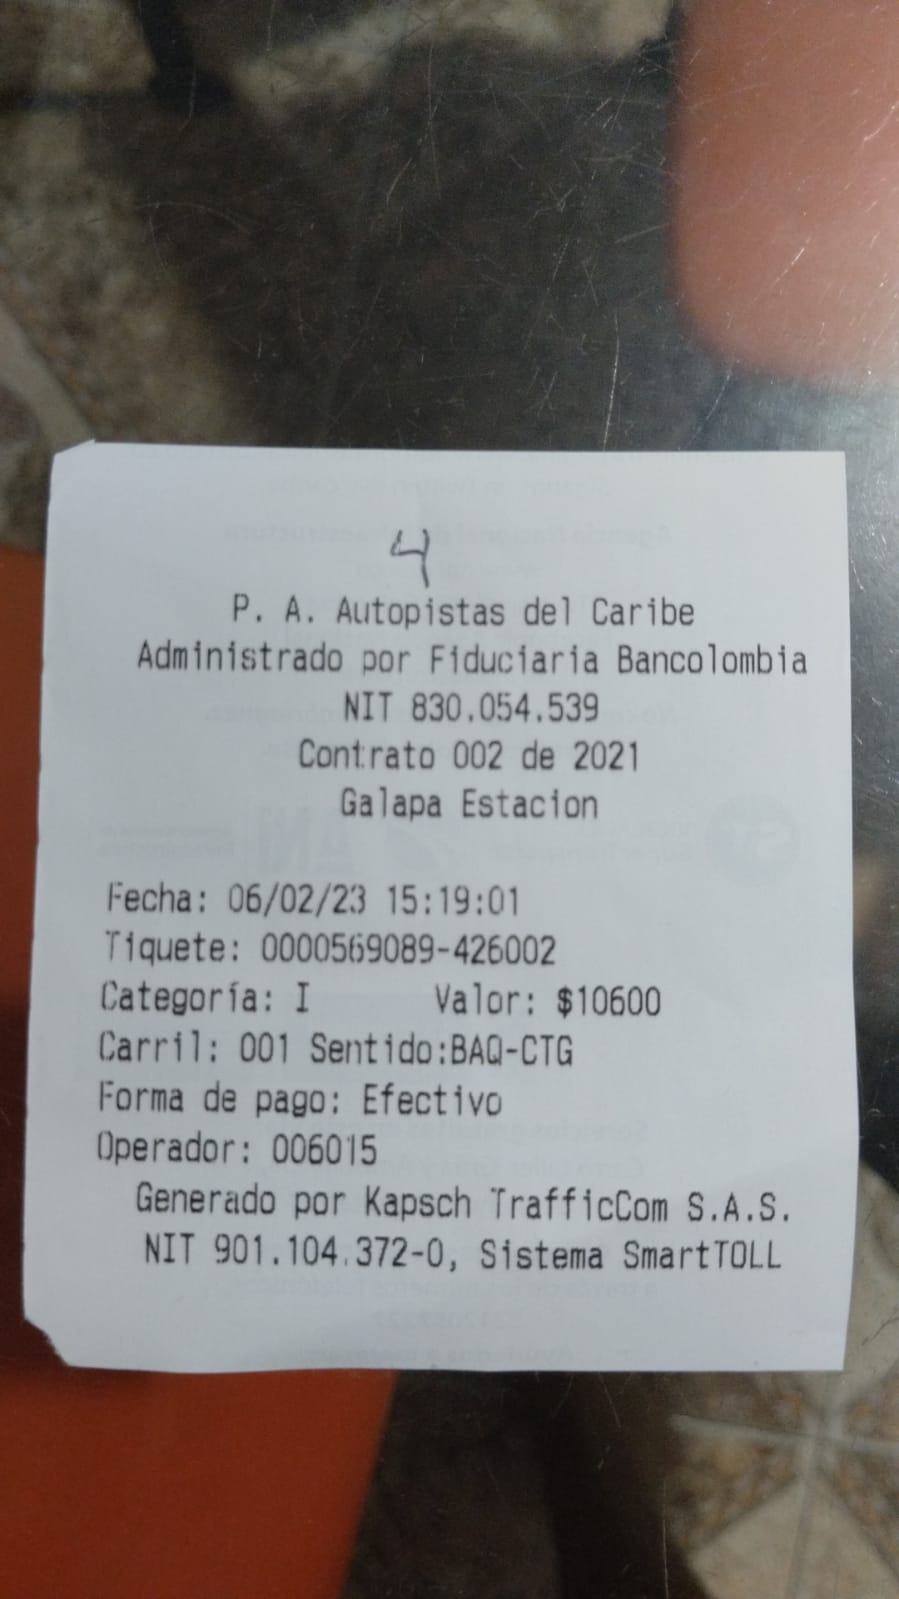 4
P. A. Autopistas del Caribe
Administrado por Fiduciaria Bancolombia
NIT 830.054.539
Contrato 002 de 2021
Galapa Estacion
Fecha: 06/02/23 15:19:01
Tiquete: 0000569089-426002
Categoría: I Valor: $10600
Carril: 001 Sentido:BAQ-CTG
Forma de pago: Efectivo
Operador: 006015
Generado por Kapsch TrafficCom S.A.S.
NIT 901.104.372-0, Sistema SmartTOLL